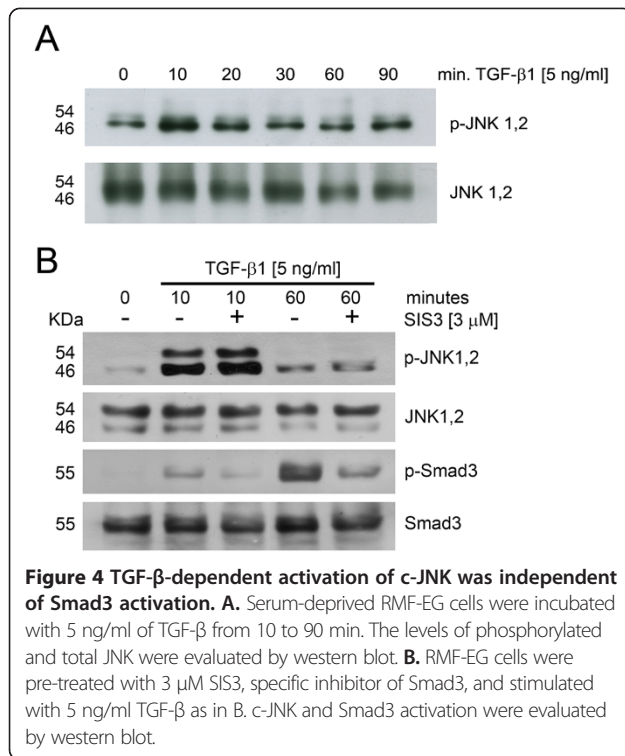 A
0 10 20 30 60 90 min. TGF-β1 [5 ng/ml]
54
46
p-JNK 1,2
54
46
JNK 1,2
B
TGF-β1 [5 ng/ml]
0 10 10 60 60 minutes
KDa - - + - + SIS3 [3 μM]
54
46
p-JNK1,2
54
46
JNK1,2
55 p-Smad3
55 Smad3
Figure 4 TGF-β-dependent activation of c-JNK was independent
of Smad3 activation. A. Serum-deprived RMF-EG cells were incubated
with 5 ng/ml of TGF-β from 10 to 90 min. The levels of phosphorylated
and total JNK were evaluated by western blot. B. RMF-EG cells were
pre-treated with 3 μM SIS3, specific inhibitor of Smad3, and stimulated
with 5 ng/ml TGF-β as in B. c-JNK and Smad3 activation were evaluated
by western blot.